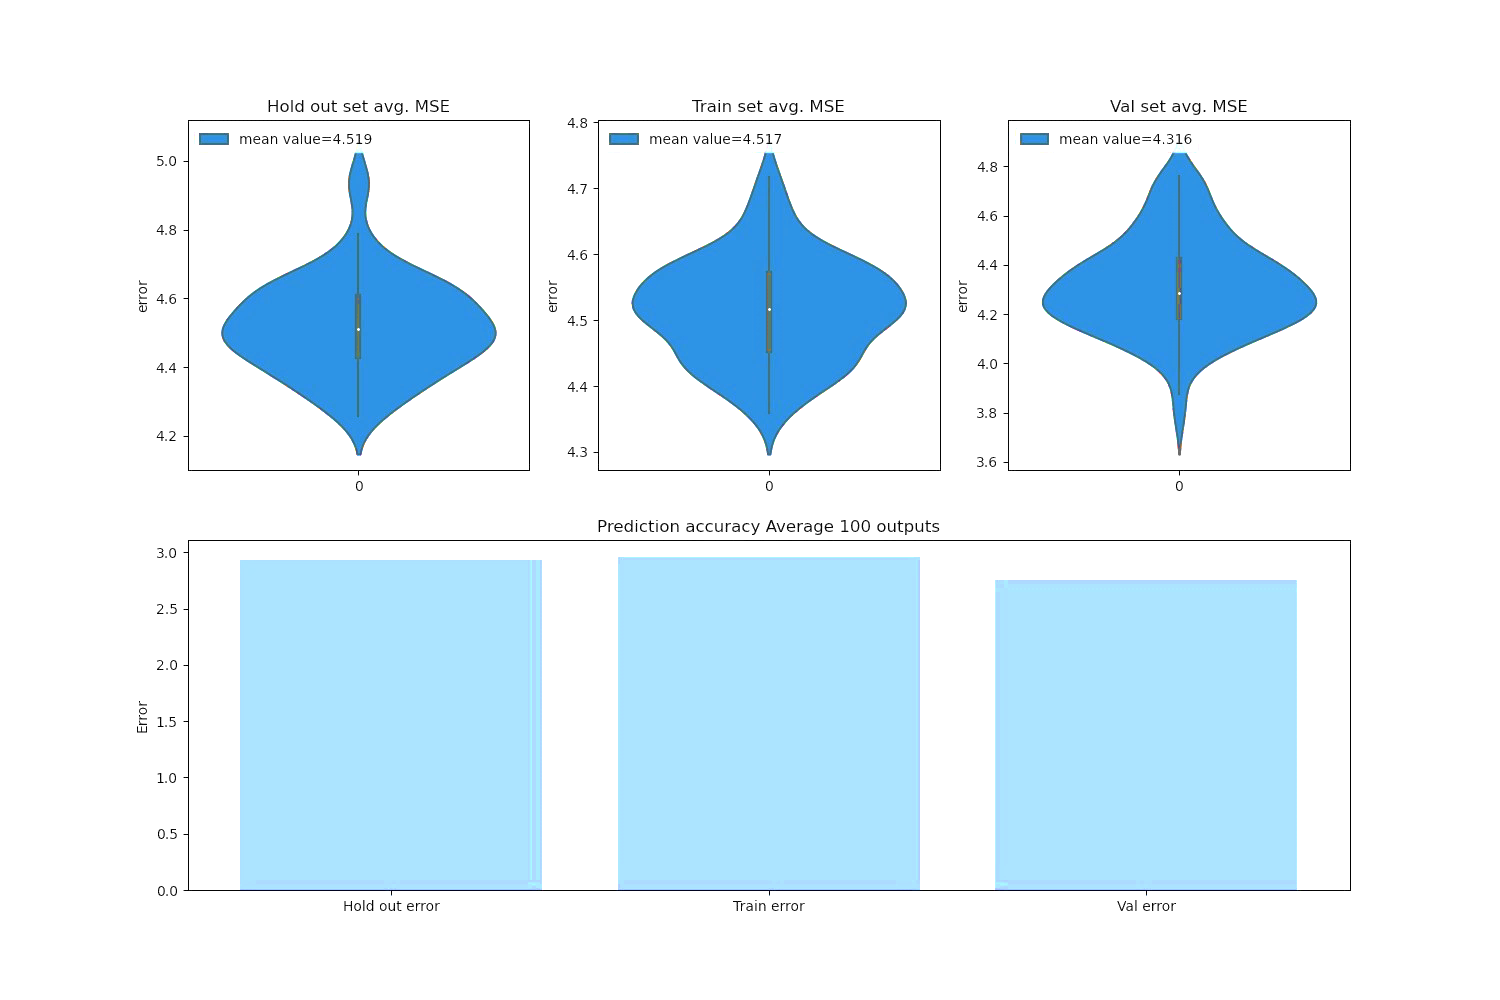 Hold out set avg. MSE
mean value=4.519
error
5.0
4.8
4.6
4.4
4.2
0
Train set avg. MSE
mean value=4.517
error
4.8
4.7
4.6
4.5
4.4
4.3
0
Val set avg. MSE
mean value=4.316
error
4.8
4.6
4.4
4.2
4.0
3.8
3.6
0
Prediction accuracy Average 100 outputs
Error
3.0
2.5
2.0
1.5
1.0
0.5
0.0
Hold out error
Train error
Val error